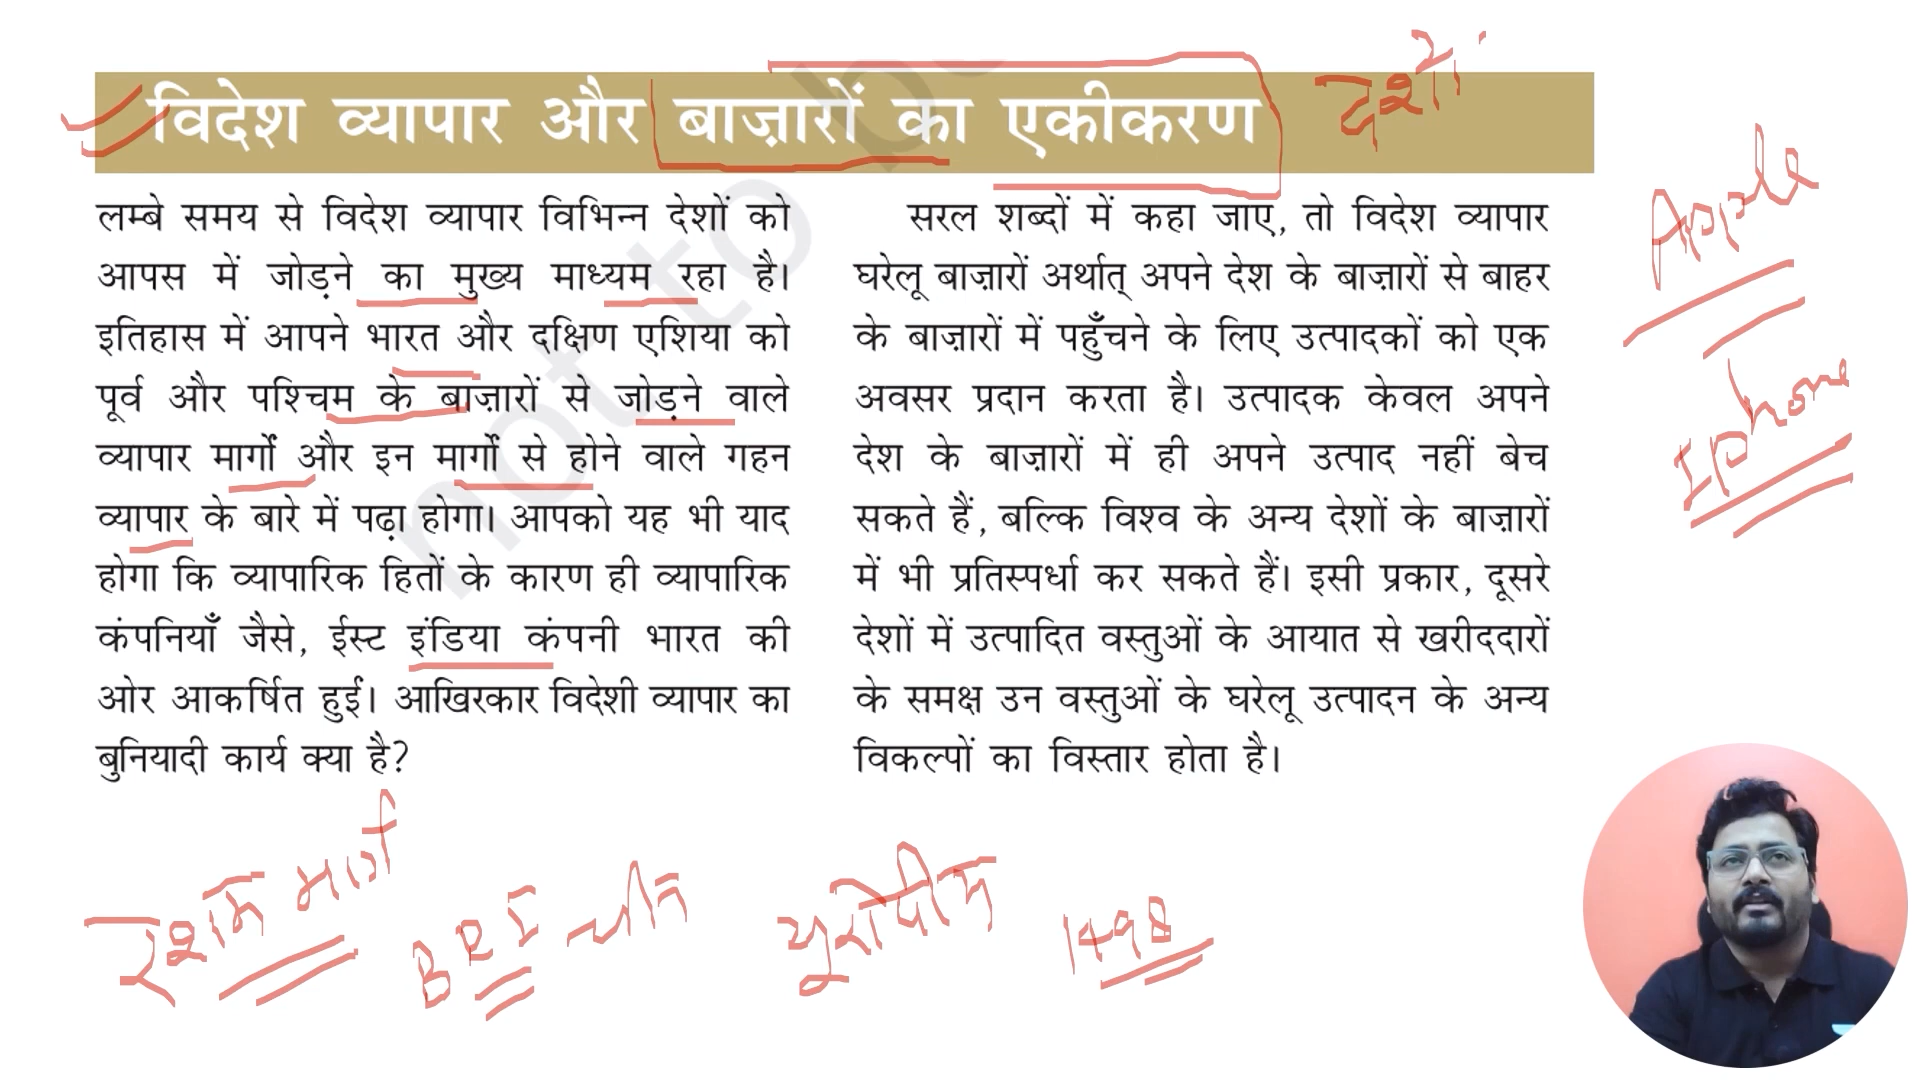 विदेश व्यापार और बाज़ारों का एकीकरण
देशों
लम्बे समय से विदेश व्यापार विभिन्न देशों को
आपस में जोड़ने का मुख्य माध्यम रहा है।
इतिहास में आपने भारत और दक्षिण एशिया को
पूर्व और पश्चिम के बाज़ारों से जोड़ने वाले
व्यापार मार्गों और इन मार्गों से होने वाले गहन
व्यापार के बारे में पढ़ा होगा। आपको यह भी याद
होगा कि व्यापारिक हितों के कारण ही व्यापारिक
कंपनियाँ जैसे, ईस्ट इंडिया कंपनी भारत की
ओर आकर्षित हुईं। आखिरकार विदेशी व्यापार का
बुनियादी कार्य क्या है?
सरल शब्दों में कहा जाए, तो विदेश व्यापार
घरेलू बाज़ारों अर्थात् अपने देश के बाज़ारों से बाहर
के बाज़ारों में पहुँचने के लिए उत्पादकों को एक
अवसर प्रदान करता है। उत्पादक केवल अपने
देश के बाज़ारों में ही अपने उत्पाद नहीं बेच
सकते हैं, बल्कि विश्व के अन्य देशों के बाज़ारों
में भी प्रतिस्पर्धा कर सकते हैं। इसी प्रकार, दूसरे
देशों में उत्पादित वस्तुओं के आयात से खरीददारों
के समक्ष उन वस्तुओं के घरेलू उत्पादन के अन्य
विकल्पों का विस्तार होता है।
Apple
Iphone
not to b
रेशम मार्ग BRI चीन यूरोपीय 1498